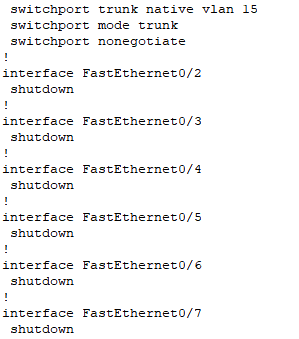 switchport trunk native vlan 15
switchport mode trunk
switchport nonegotiate
!
interface FastEthernet0/2
shutdown
!
interface FastEthernet0/3
shutdown
!
interface FastEthernet0/4
shutdown
!
interface FastEthernet0/5
shutdown
!
interface FastEthernet0/6
shutdown
!
interface FastEthernet0/7
shutdown